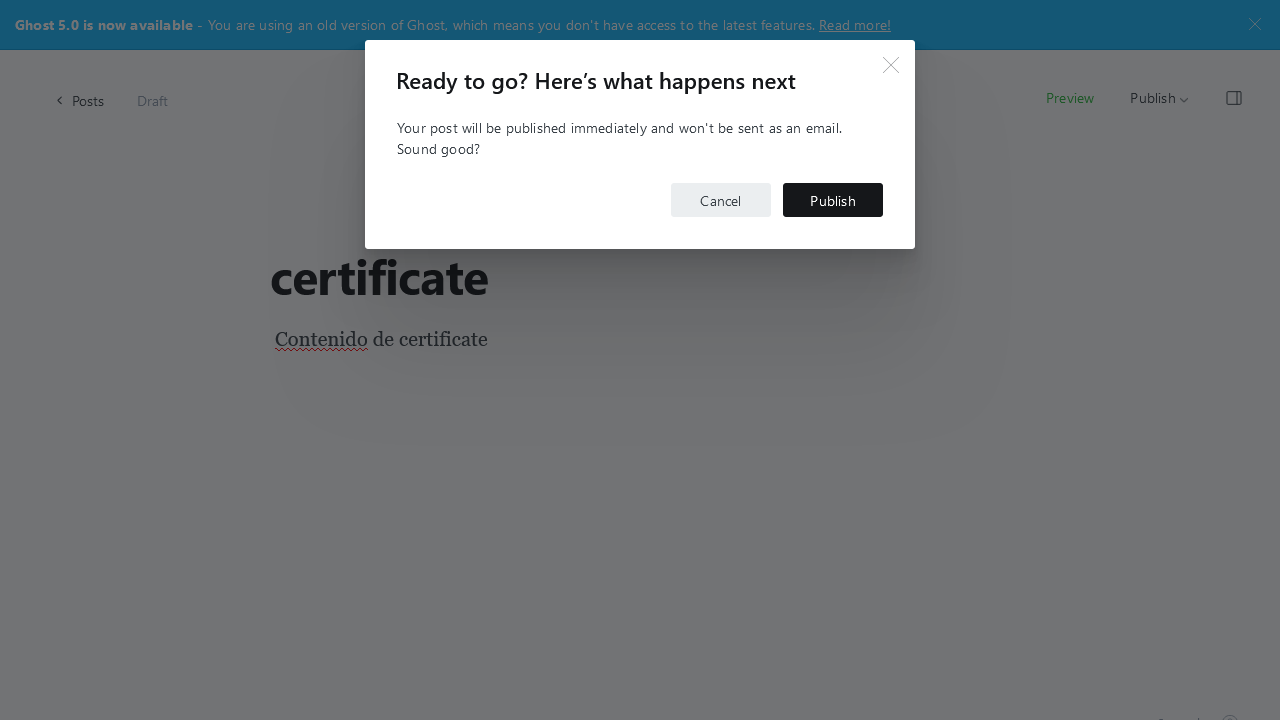 Ghost 5.0 is now available - You are using an old version of Ghost, which means you don't have access to the latest features. Read more!
Ready to go? Here's what happens next
Your post will be published immediately and won't be sent as an email.
Sound good?
Cancel
Publish
Posts
Draft
Preview
Publish
certificate
Contenido de certificate